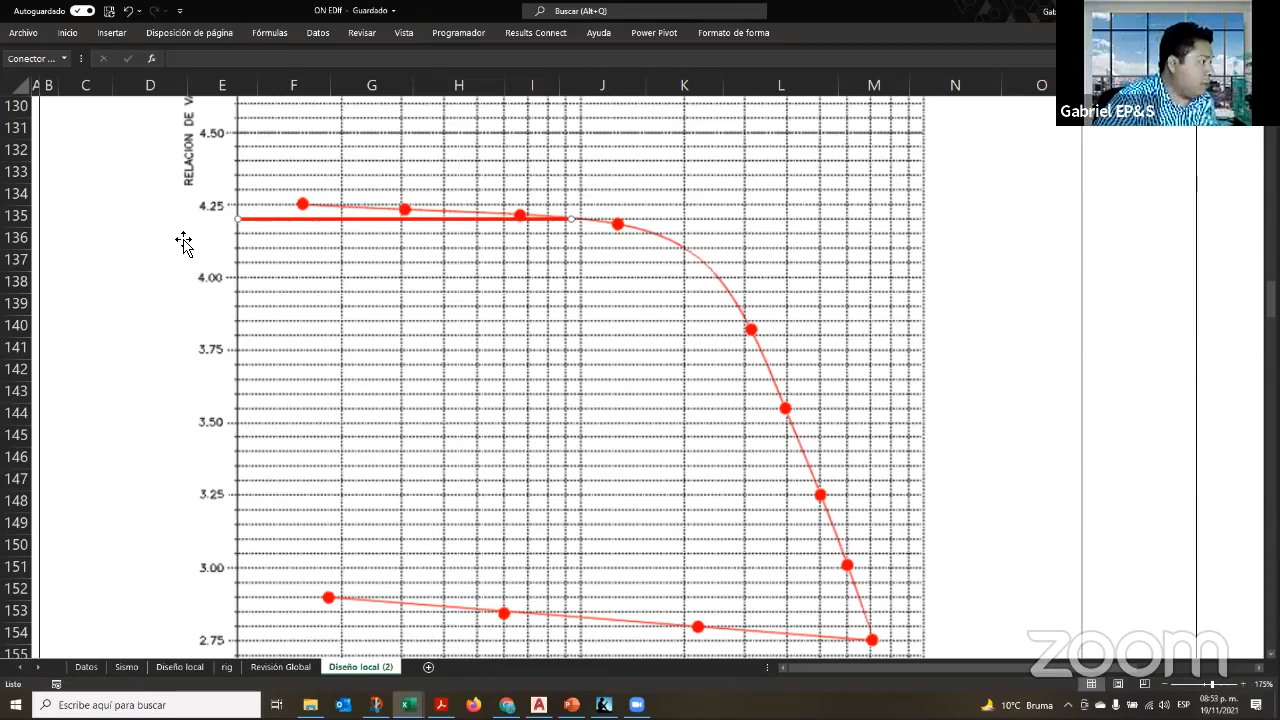 Autoguardado
ON EDIF - Guardado
Buscar (Alt+Q)
Gab
Archivo Inicio Insertar Disposición de página Fórmulas Datos Revisar Vista Programador Results Connect Ayuda Power Pivot Formato de forma
Conector ...
fx
A B C D E F G H I J K L M N O
Gabriel EP&S
130
131
132
133
134
135
136
137
138
139
140
141
142
143
144
145
146
147
148
149
150
151
152
153
154
155
RELACION DE
4.50
4.25
4.00
3.75
3.50
3.25
3.00
2.75
zoom
Datos Sismo Diseño local rig Revisión Global Diseño local (2)
Listo
175%
Escribe aquí para buscar
10°C Bruma
ESP
08:53 p. m.
19/11/2021